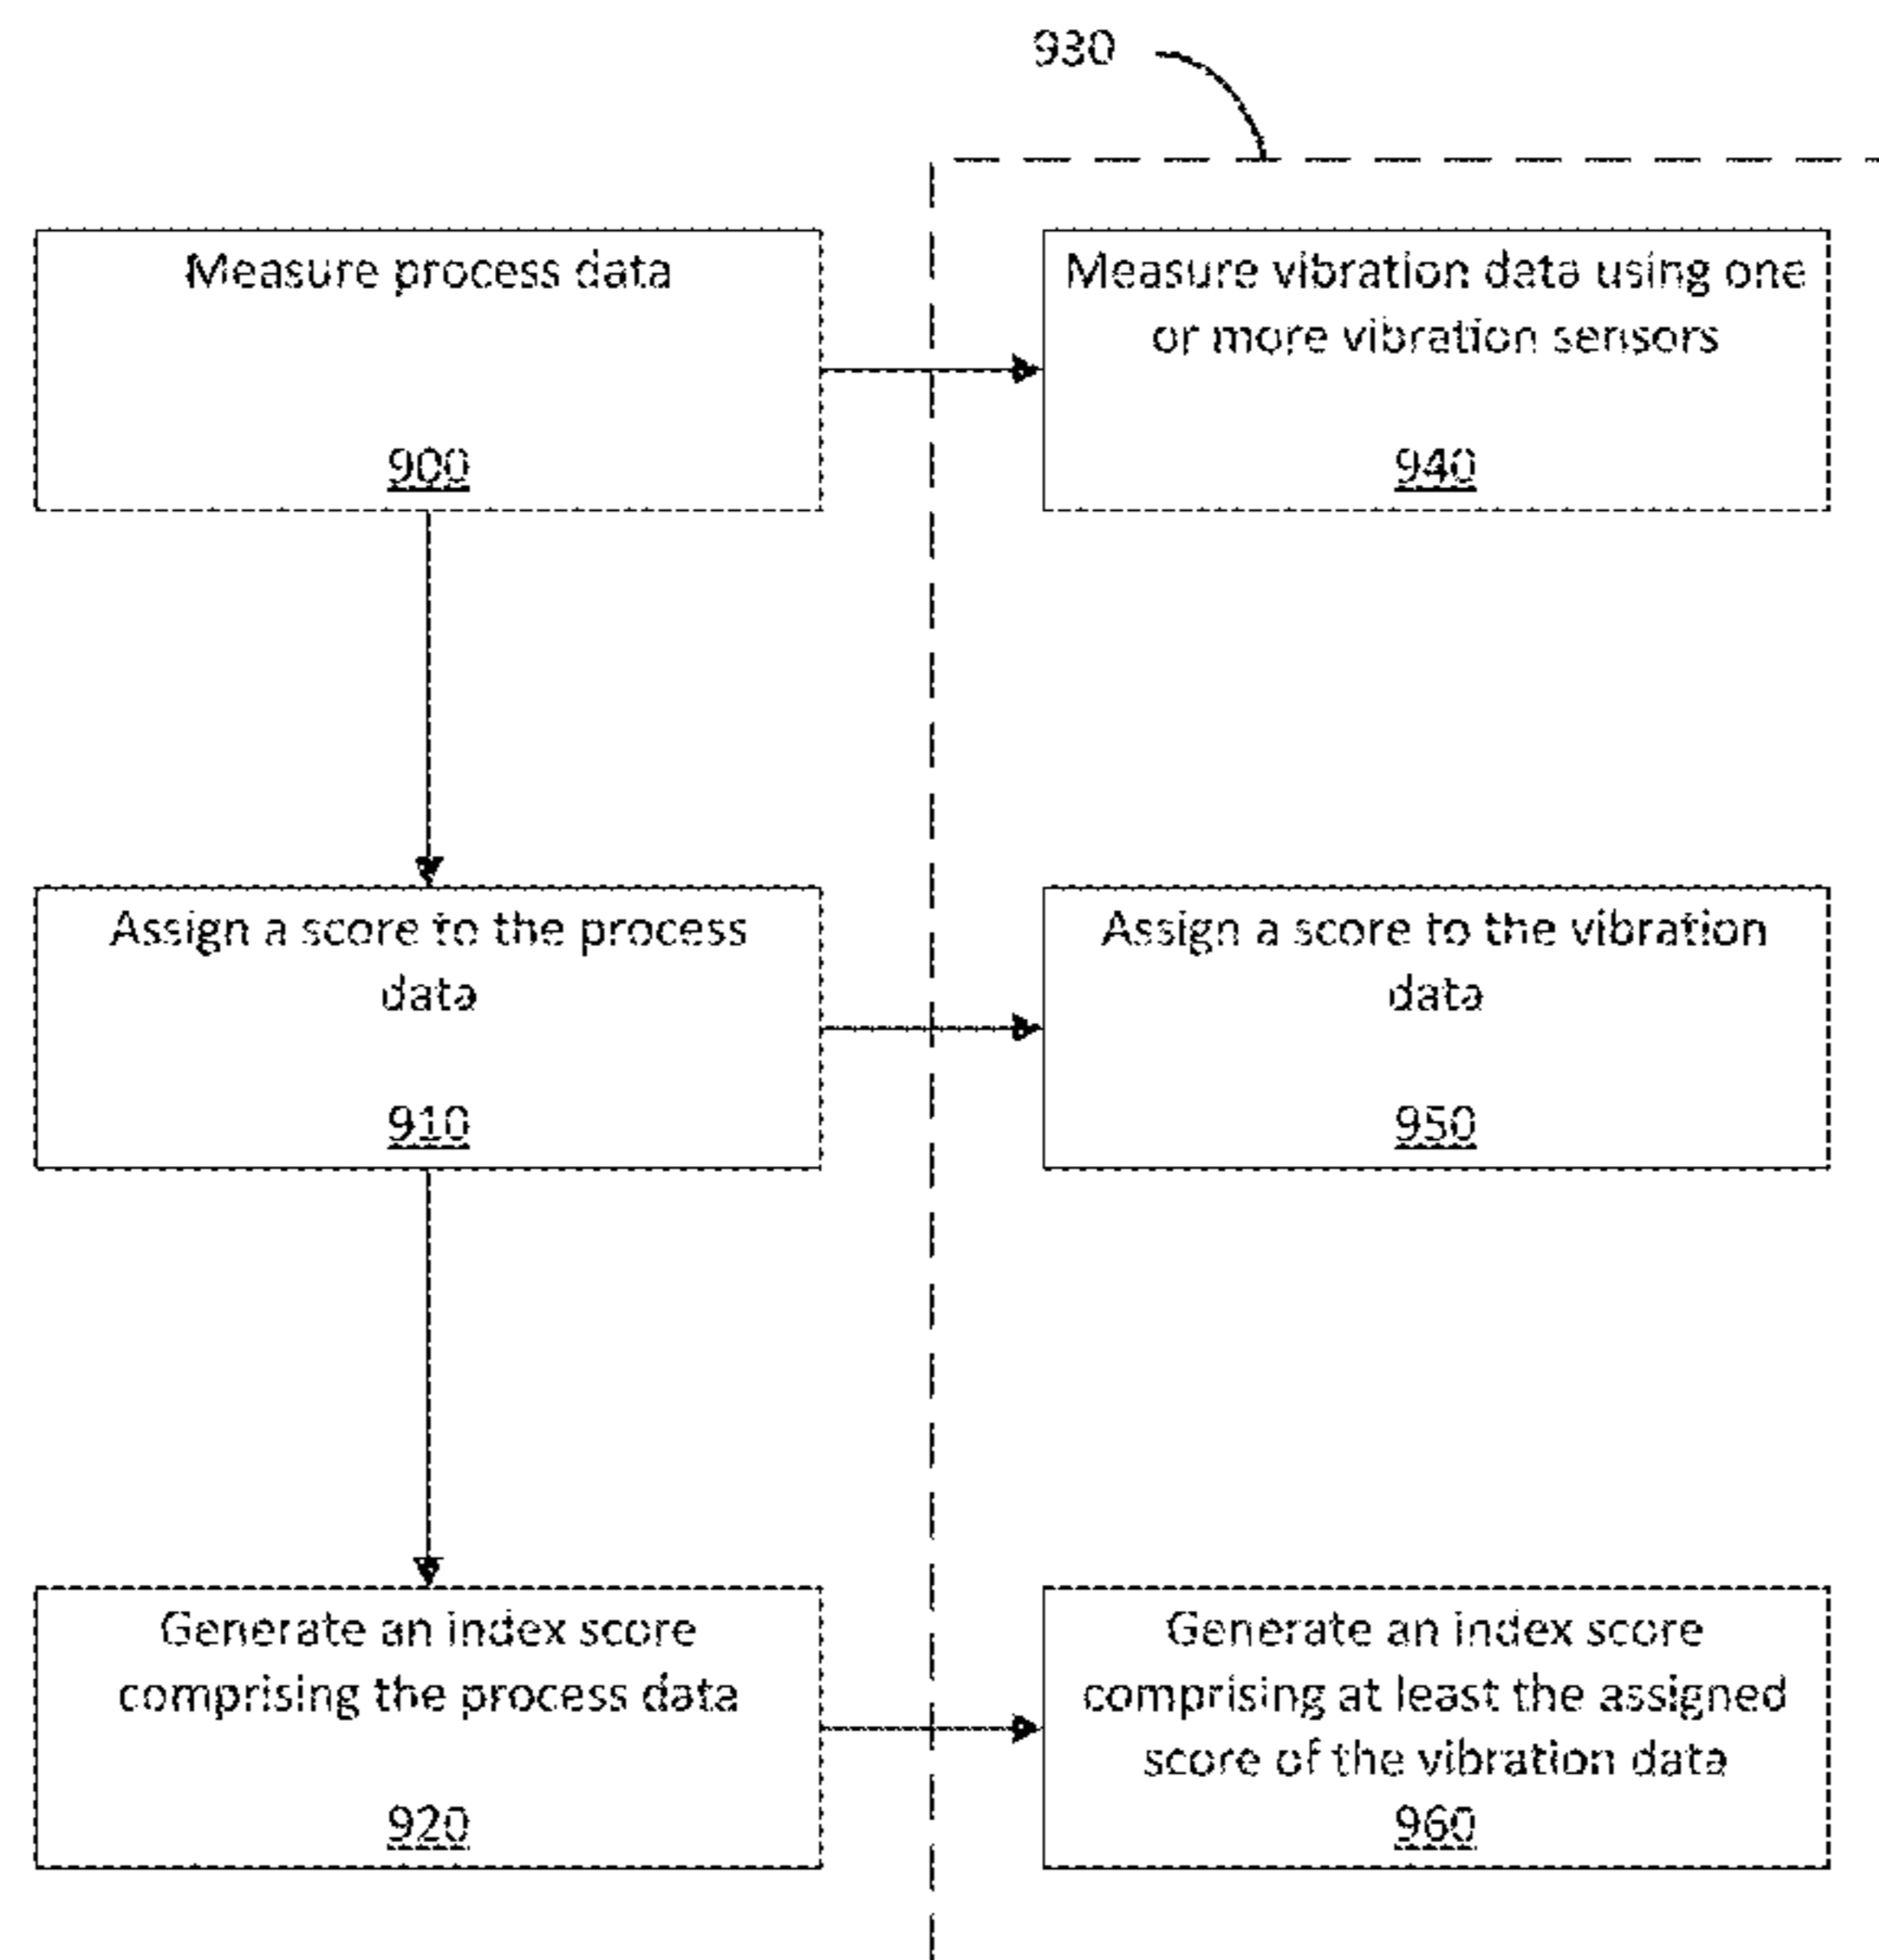 930
Measure process data
900
Measure vibration data using one
or more vibration sensors
940
Assign a score to the process
data
910
Assign a score to the vibration
data
950
Generate an index score
comprising the process data
920
Generate an index score
comprising at least the assigned
score of the vibration data
960